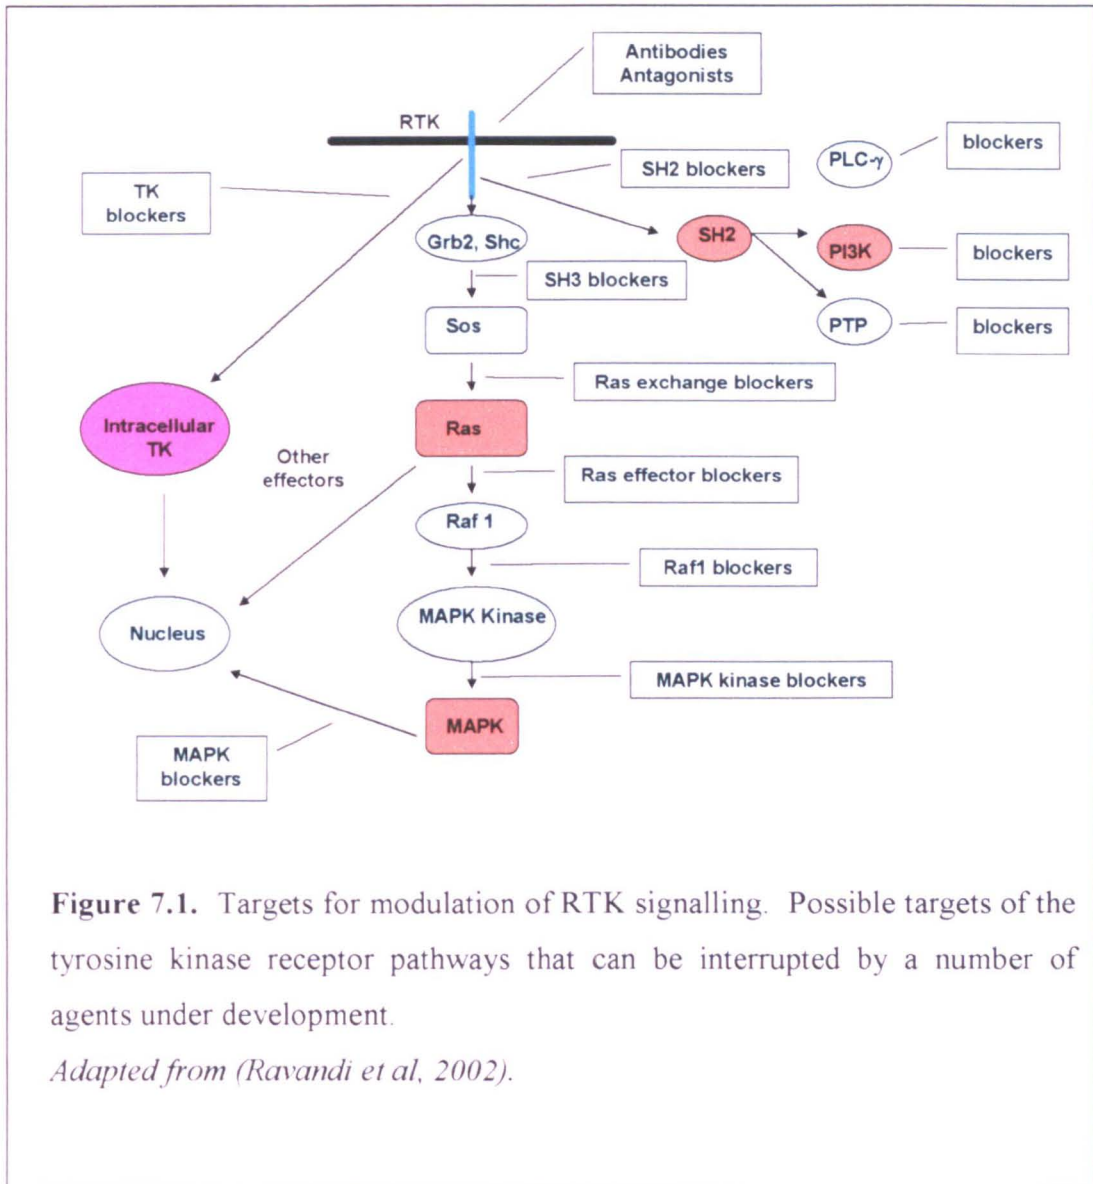 Antibodies
Antagonists
RTK
PLC-γ
blockers
SH2 blockers
TK
blockers
Grb2, Shc
SH2
PI3K
blockers
SH3 blockers
Sos
PTP
blockers
Ras exchange blockers
Intracellular
TK
Ras
Other
effectors
Ras effector blockers
Raf 1
Raf1 blockers
MAPK Kinase
Nucleus
MAPK kinase blockers
MAPK
MAPK
blockers
Figure 7.1. Targets for modulation of RTK signalling. Possible targets of the
tyrosine kinase receptor pathways that can be interrupted by a number of
agents under development.
Adapted from (Ravandi et al, 2002).